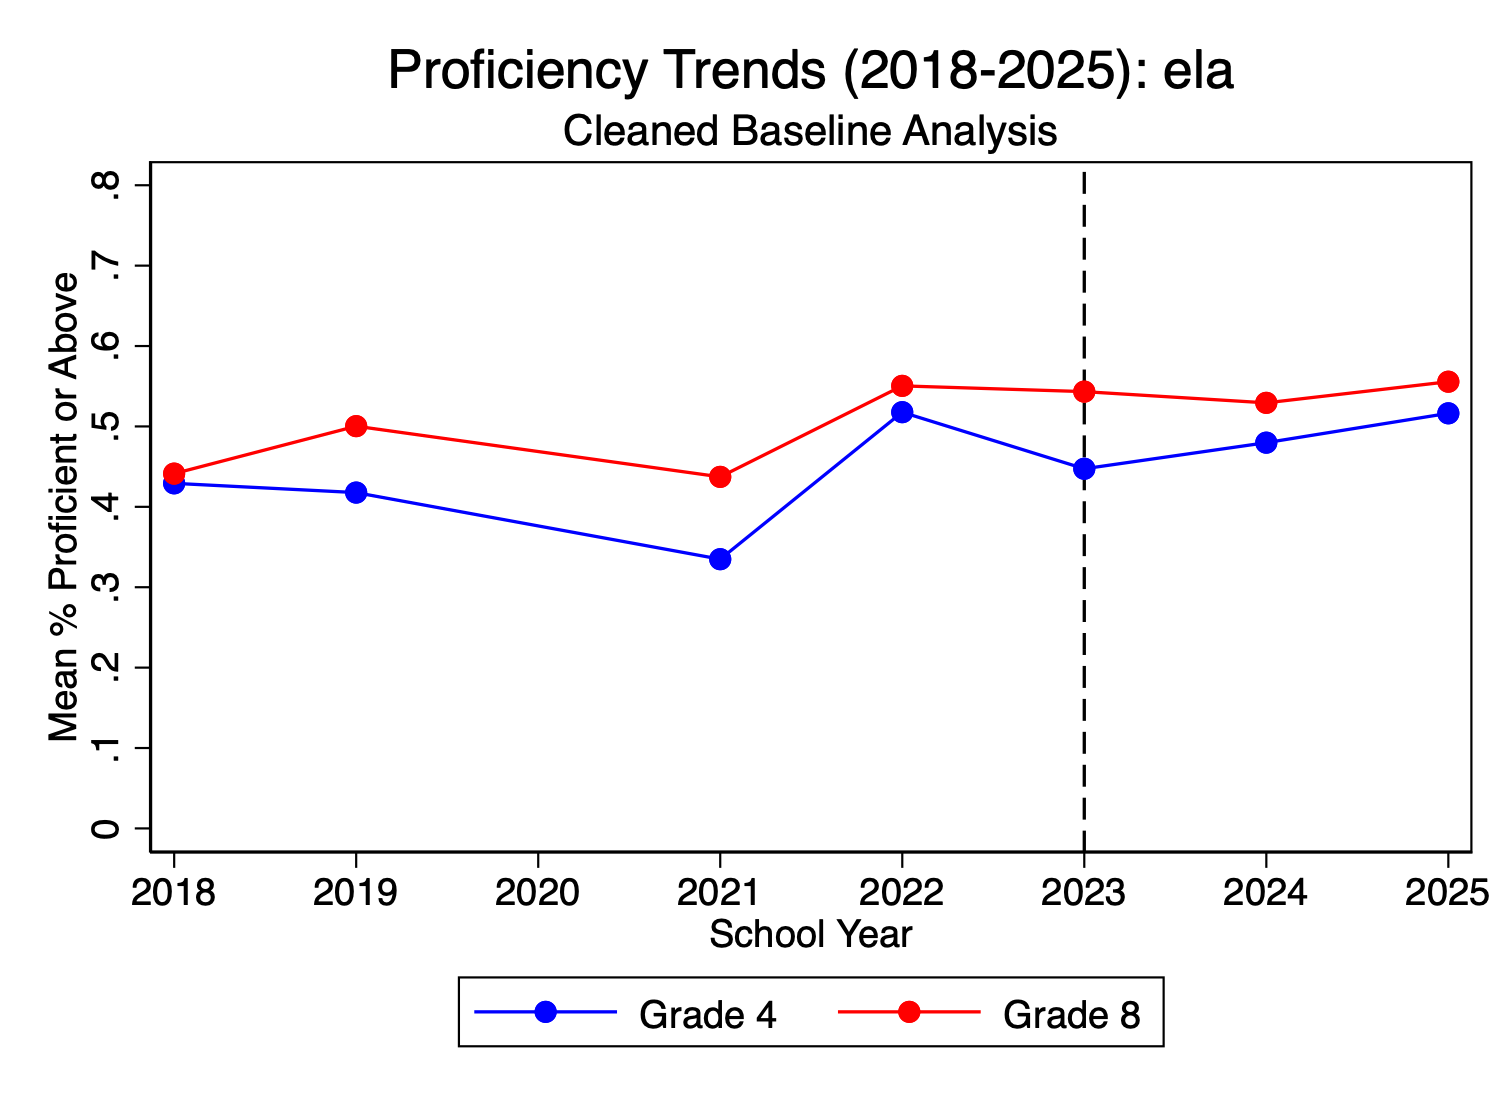 Proficiency Trends (2018-2025): ela
Cleaned Baseline Analysis
Mean % Proficient or Above
.8
.7
.6
.5
.4
.3
.2
.1
0
2018 2019 2020 2021 2022 2023 2024 2025
School Year
Grade 4 Grade 8